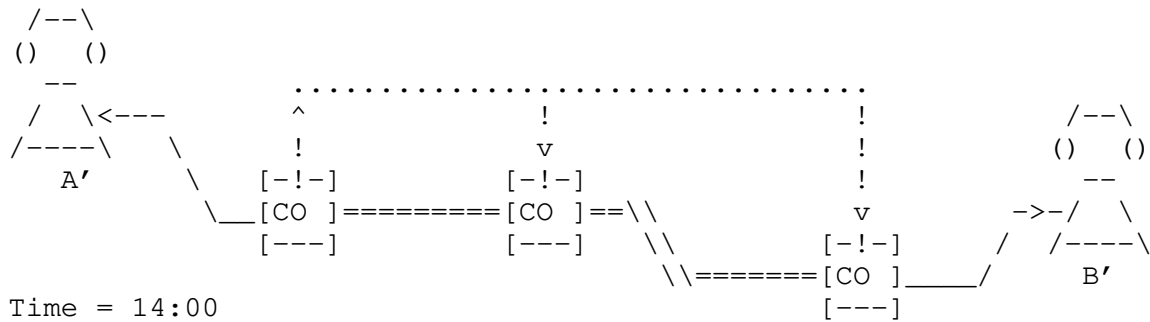 A'
[CO ] [CO ]
[CO ] B'
Time = 14:00